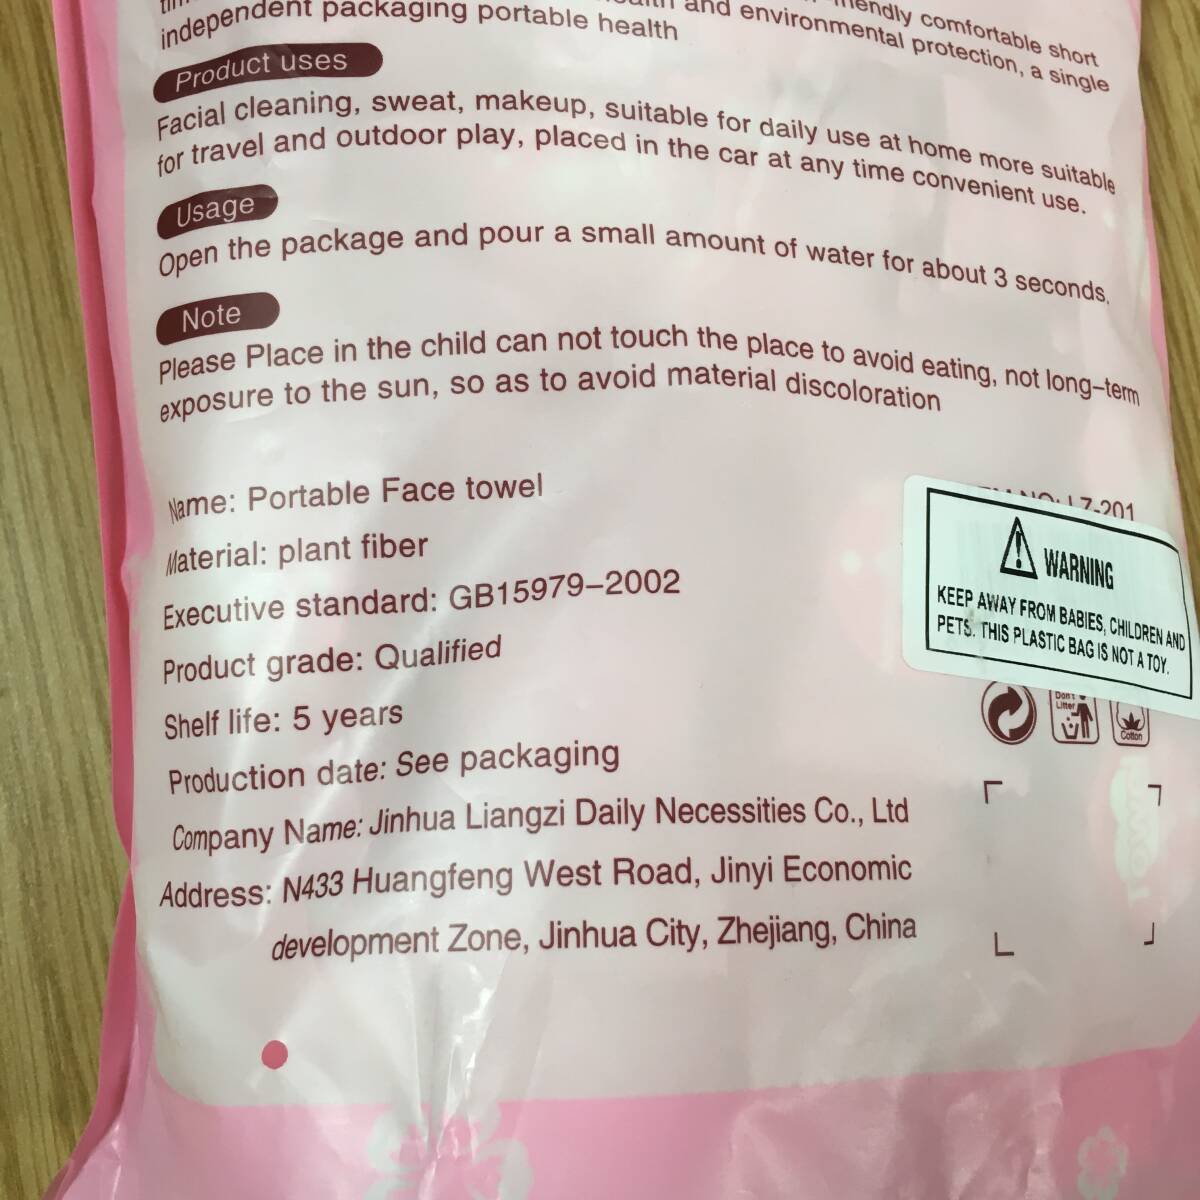 and environmental protection, a single
comfortable short
independent packaging portable health
Product uses
Facial cleaning, sweat, makeup, suitable for daily use at home more suitable
for travel and outdoor play, placed in the car at any time convenient use.
Usage
Open the package and pour a small amount of water for about 3 seconds.
Note
Please Place in the child can not touch the place to avoid eating, not long-term
exposure to the sun, so as to avoid material discoloration
Name: Portable Face towel
Material: plant fiber
Executive standard: GB15979-2002
Product grade: Qualified
Shelf life: 5 years
Production date: See packaging
Company Name: Jinhua Liangzi Daily Necessities Co., Ltd
Address: N433 Huangfeng West Road, Jinyi Economic
development Zone, Jinhua City, Zhejiang, China
LZ-201
WARNING
KEEP AWAY FROM BABIES, CHILDREN AND
PETS. THIS PLASTIC BAG IS NOT A TOY.
Don't
Litter
Cotton